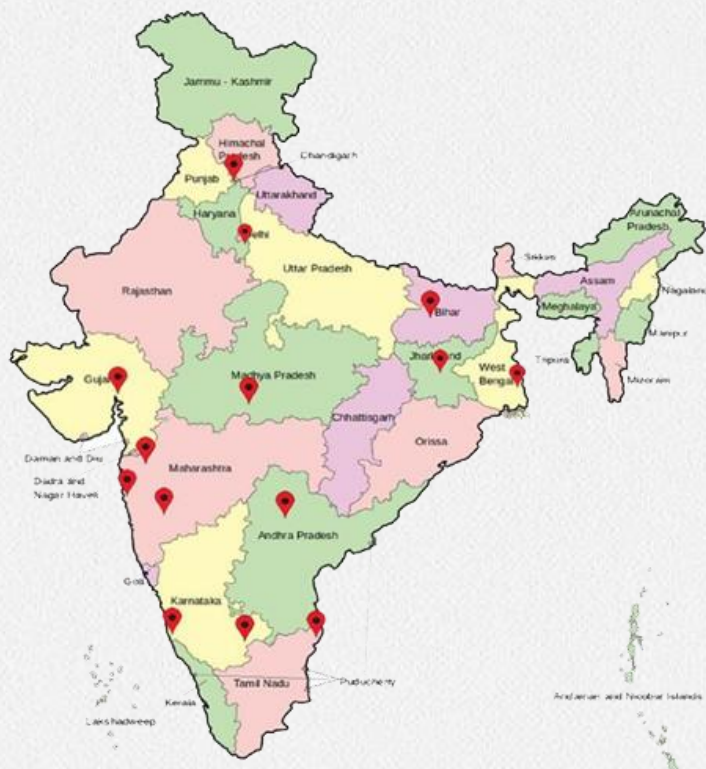 Jammu - Kashmir
Himachal
Pradesh
Chandigarh
Punjab
Uttarakhand
Haryana
Delhi
Arunachal
Pradesh
Sikkim
Uttar Pradesh
Assam
Nagaland
Rajasthan
Meghalaya
Bihar
Manipur
Tripura
Jharkhand
West
Bengal
Gujarat
Madhya Pradesh
Mizoram
Chhattisgarh
Orissa
Daman and Diu
Maharashtra
Dadra and
Nagar Haveli
Andhra Pradesh
Goa
Karnataka
Tamil Nadu
Puducherry
Kerala
Lakshadweep
Andaman and Nicobar Islands